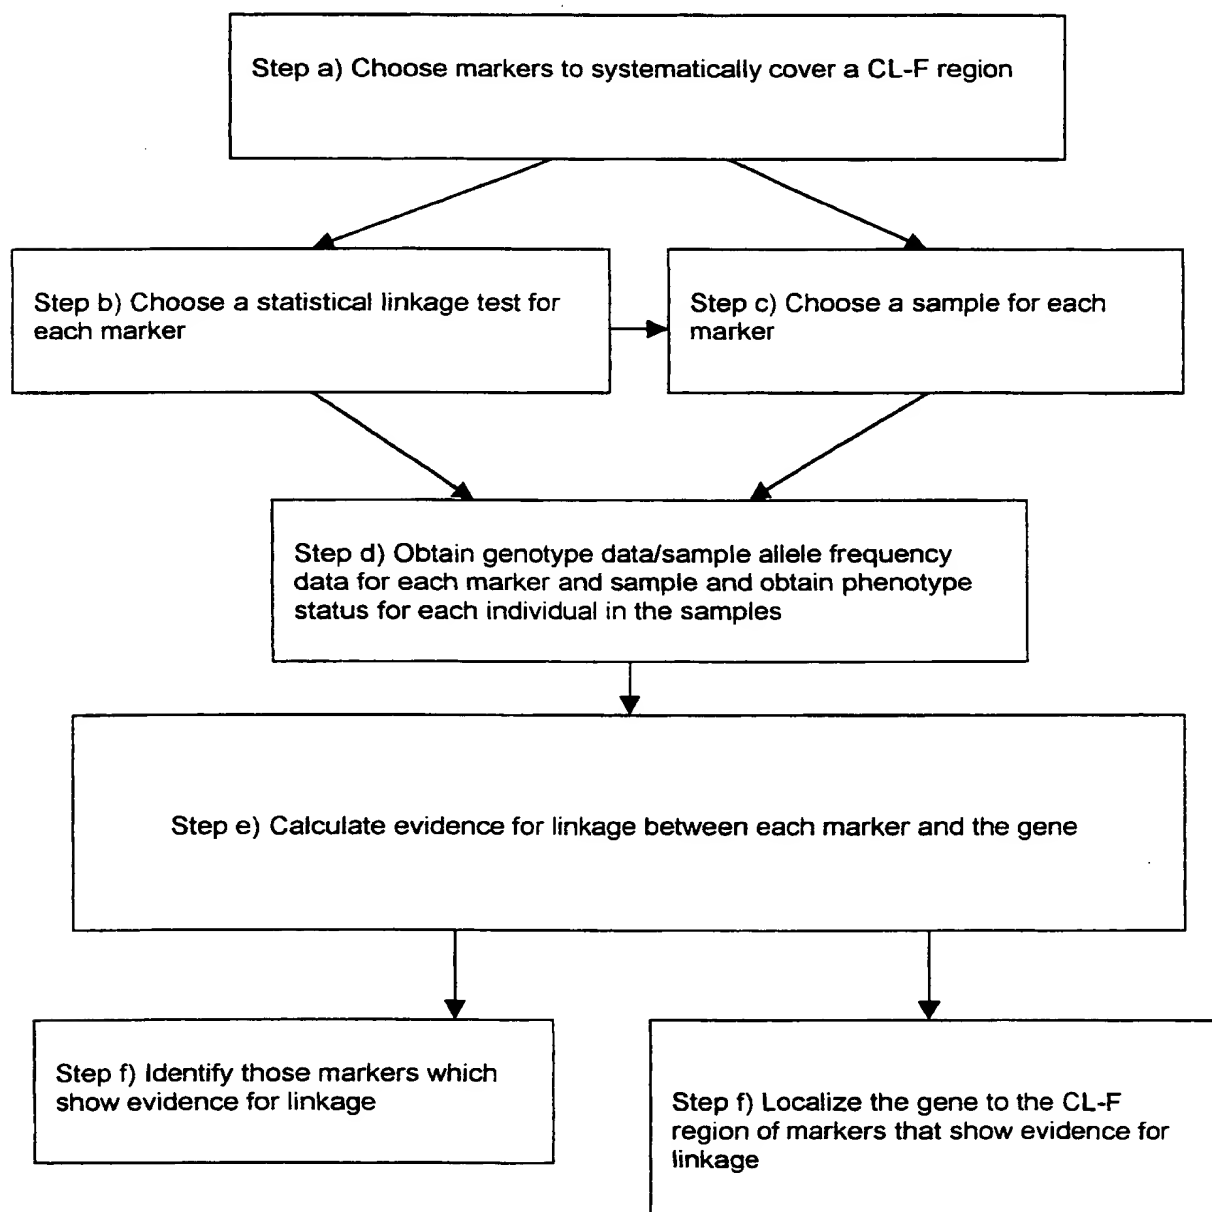 Step a) Choose markers to systematically cover a CL-F region
Step b) Choose a statistical linkage test for
each marker
Step c) Choose a sample for each
marker
Step d) Obtain genotype data/sample allele frequency
data for each marker and sample and obtain phenotype
status for each individual in the samples
Step e) Calculate evidence for linkage between each marker and the gene
Step f) Identify those markers which
show evidence for linkage
Step f) Localize the gene to the CL-F
region of markers that show evidence for
linkage